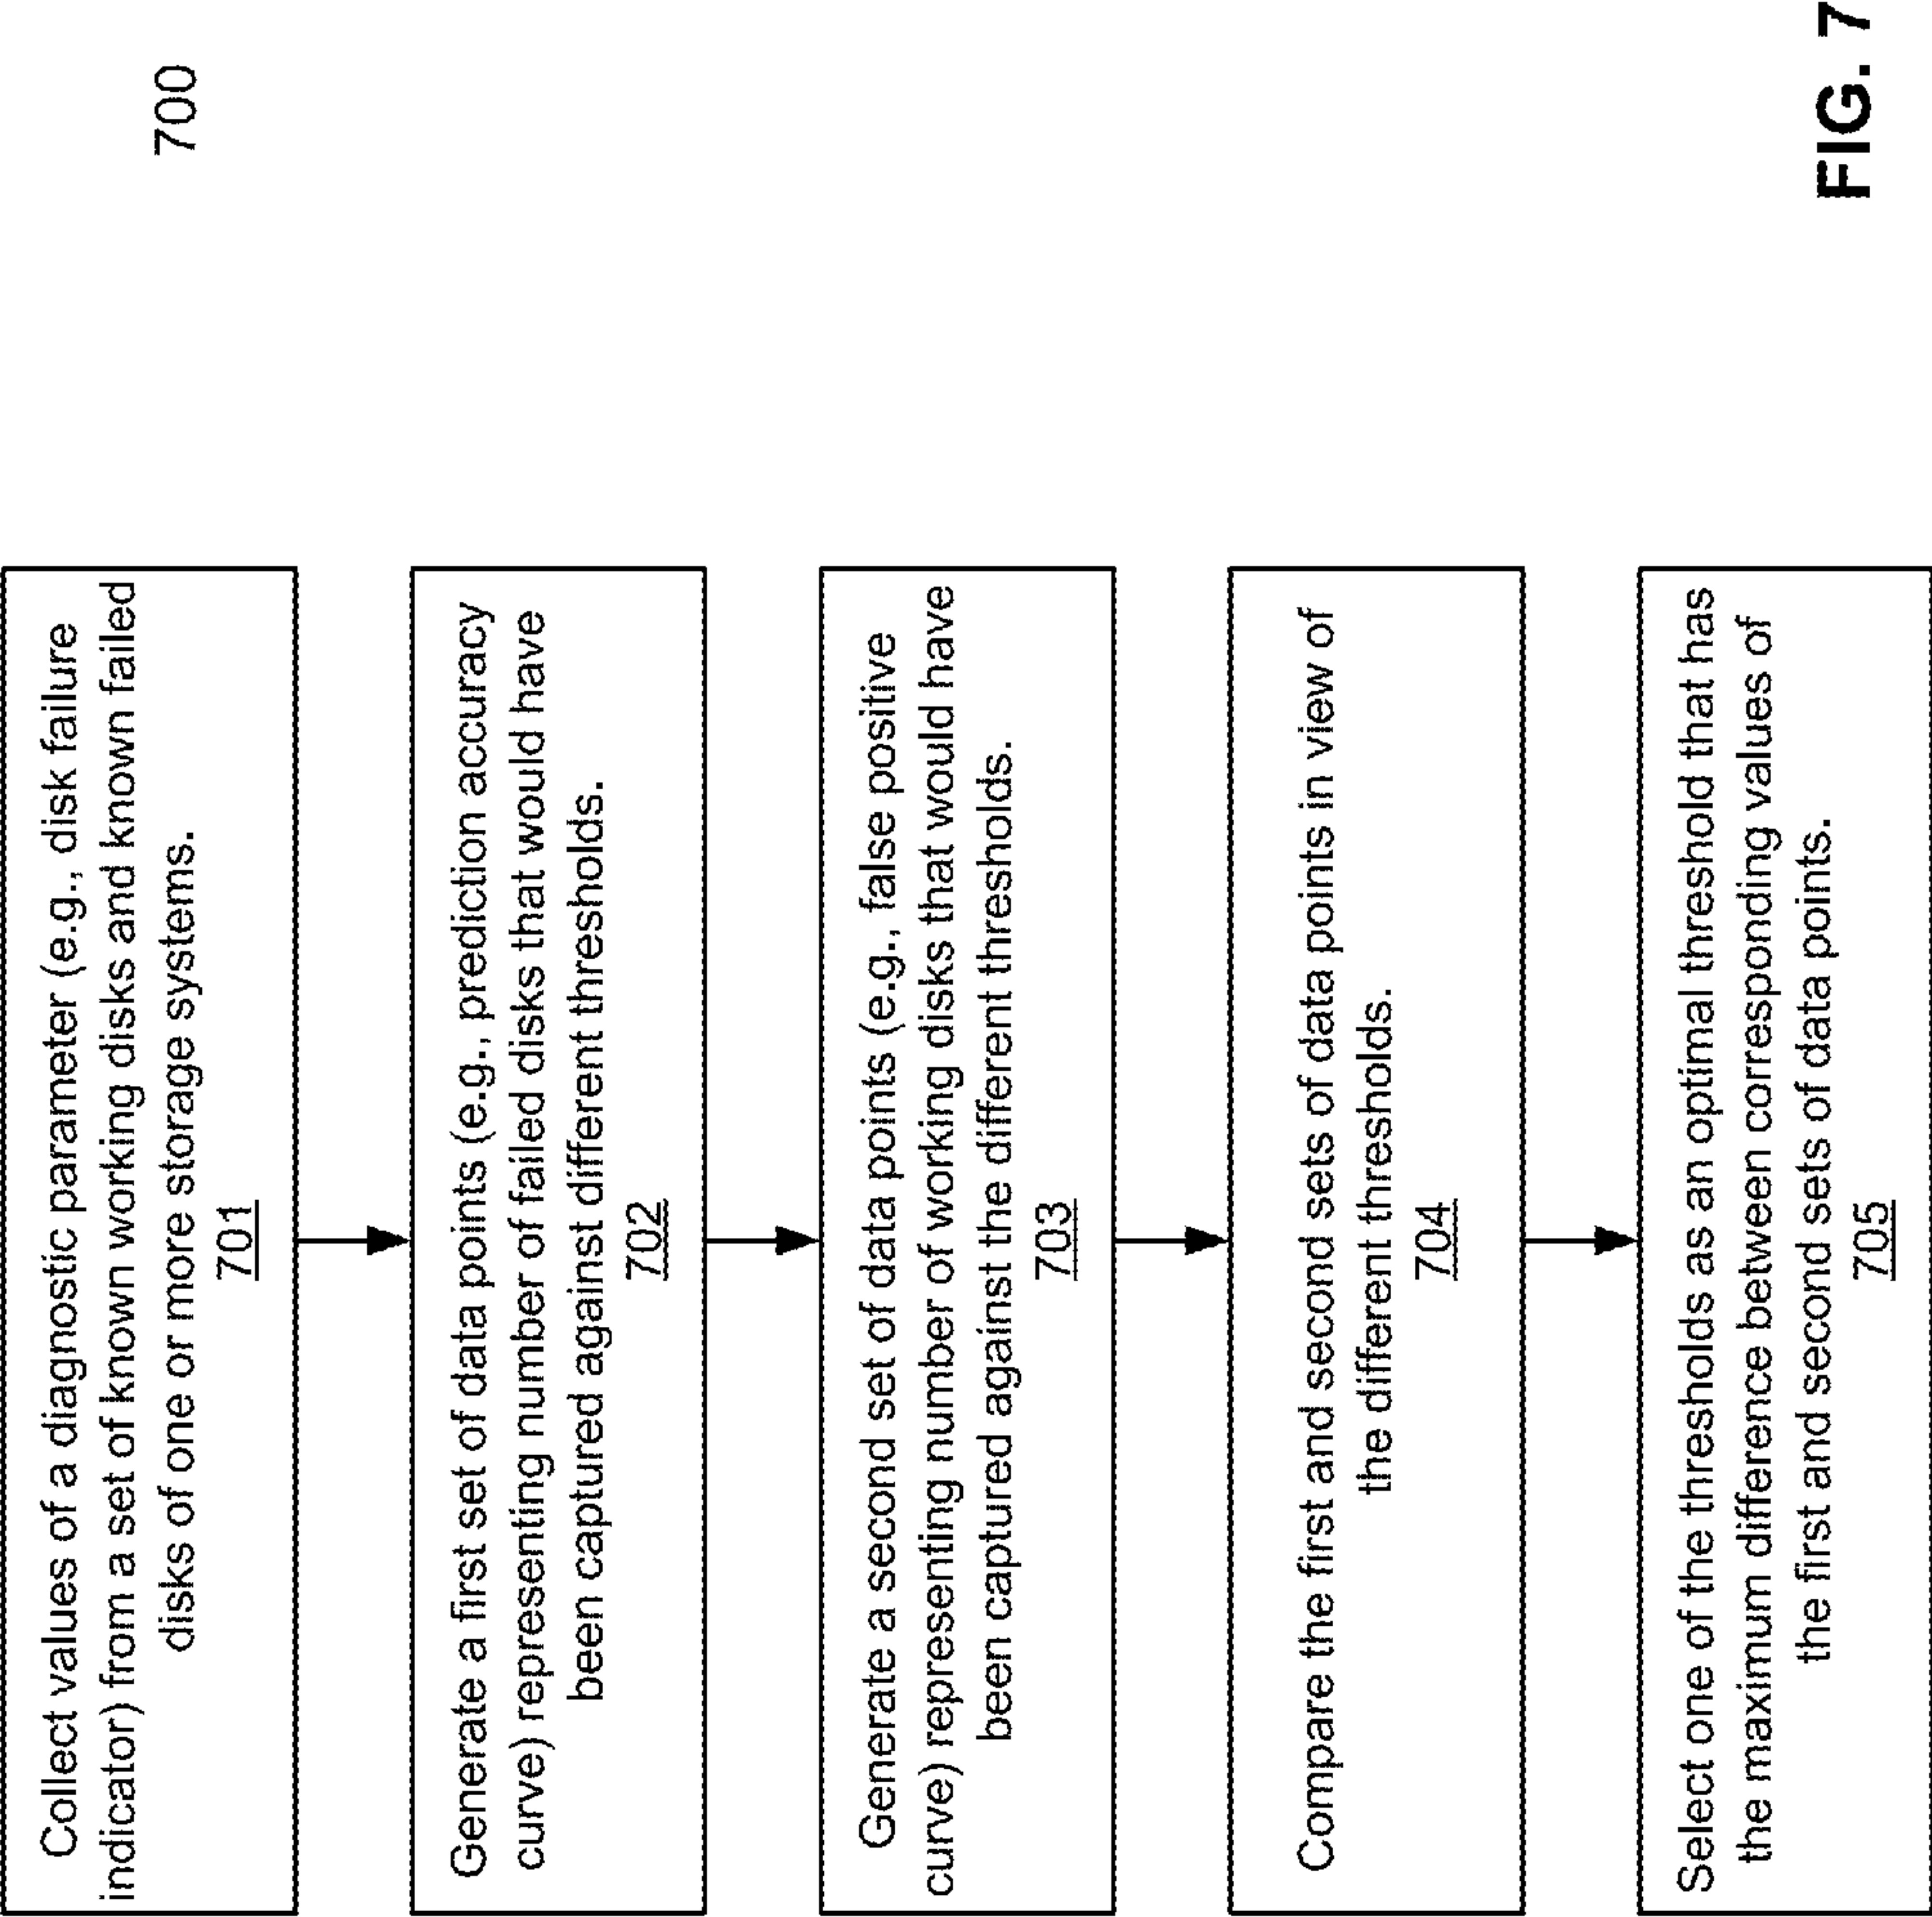 700
Collect values of a diagnostic parameter (e.g., disk failure
indicator) from a set of known working disks and known failed
disks of one or more storage systems.
701
Generate a first set of data points (e.g., prediction accuracy
curve) representing number of failed disks that would have
been captured against different thresholds.
702
Generate a second set of data points (e.g., false positive
curve) representing number of working disks that would have
been captured against the different thresholds.
703
Compare the first and second sets of data points in view of
the different thresholds.
704
Select one of the thresholds as an optimal threshold that has
the maximum difference between corresponding values of
the first and second sets of data points.
705
FIG. 7